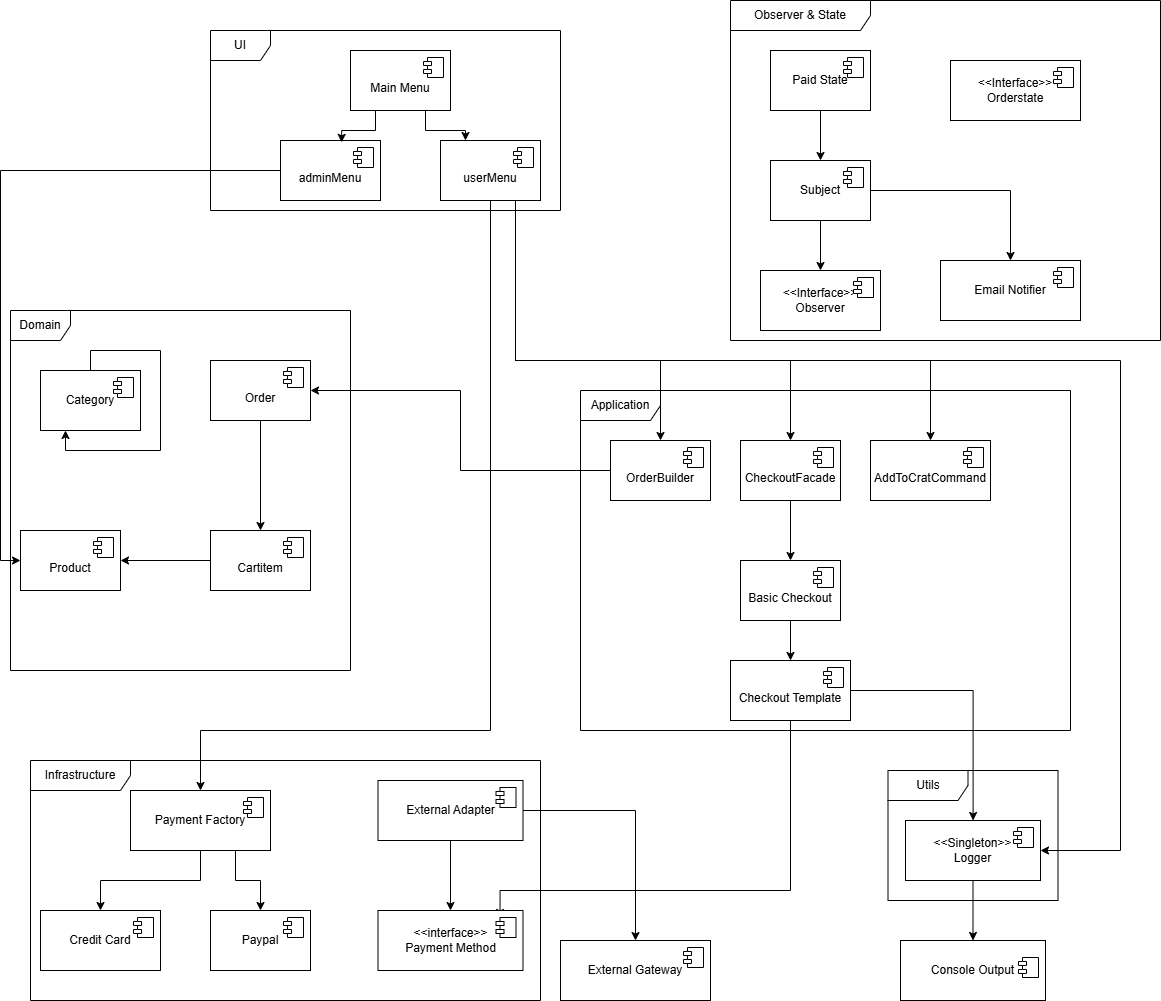 Observer & State
UI
Main Menu
Paid State
<<Interface>>
Orderstate
adminMenu
userMenu
Subject
<<Interface>>
Observer
Email Notifier
Domain
Category
Order
Application
OrderBuilder
CheckoutFacade
AddToCratCommand
Product
Cartitem
Basic Checkout
Checkout Template
Infrastructure
Payment Factory
External Adapter
Utils
<<Singleton>>
Logger
Credit Card
Paypal
<<interface>>
Payment Method
External Gateway
Console Output